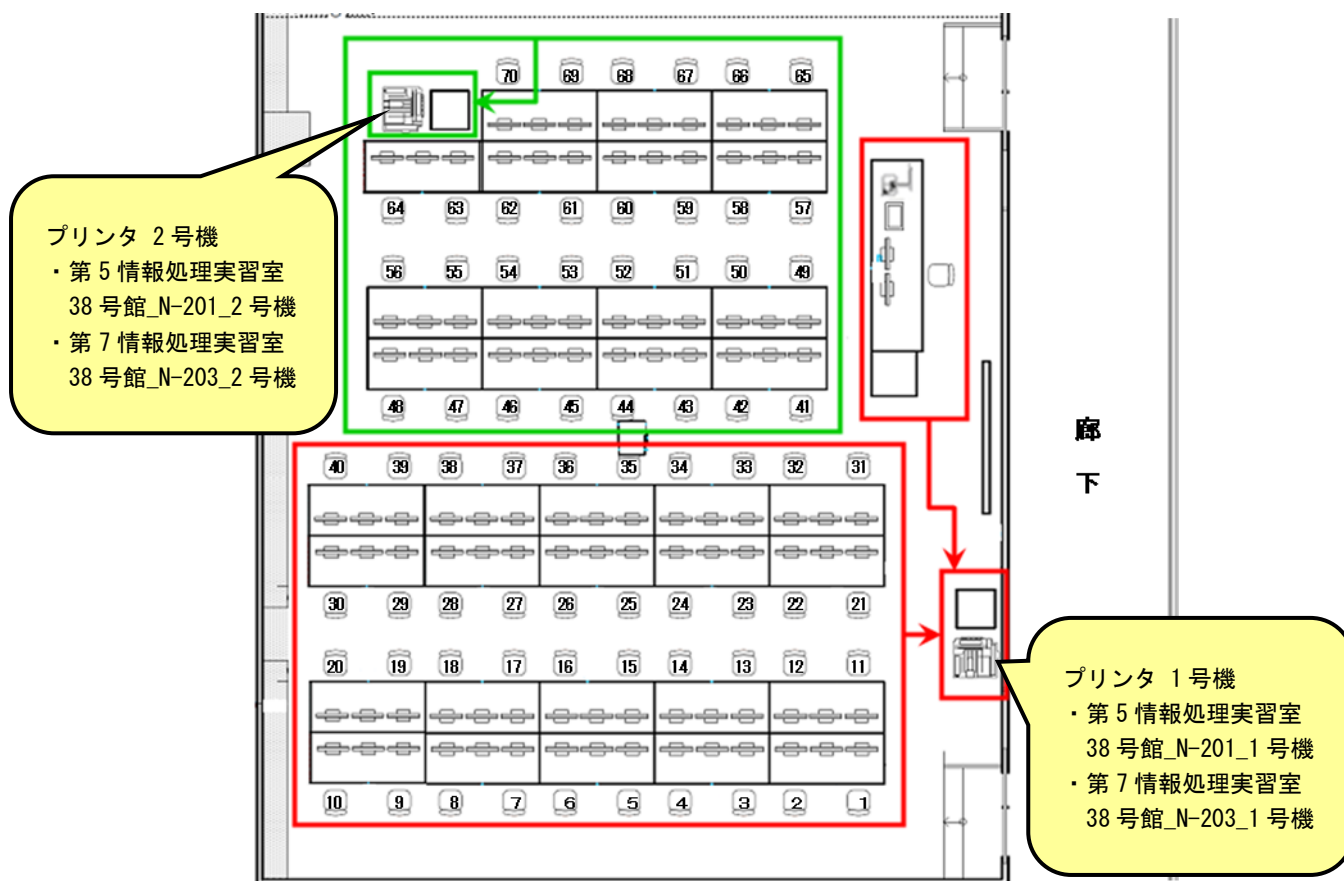 70 69 68 67 66 65
64 63 62 61 60 59 58 57
プリンタ 2号機
・第5情報処理実習室
38号館_N-201_2号機
・第7情報処理実習室
38号館_N-203_2号機
56 55 54 53 52 51 50 49
48 47 46 45 44 43 42 41
廊
下
40 39 38 37 36 35 34 33 32 31
30 29 28 27 26 25 24 23 22 21
20 19 18 17 16 15 14 13 12 11
10 9 8 7 6 5 4 3 2 1
プリンタ 1号機
・第5情報処理実習室
38号館_N-201_1号機
・第7情報処理実習室
38号館_N-203_1号機